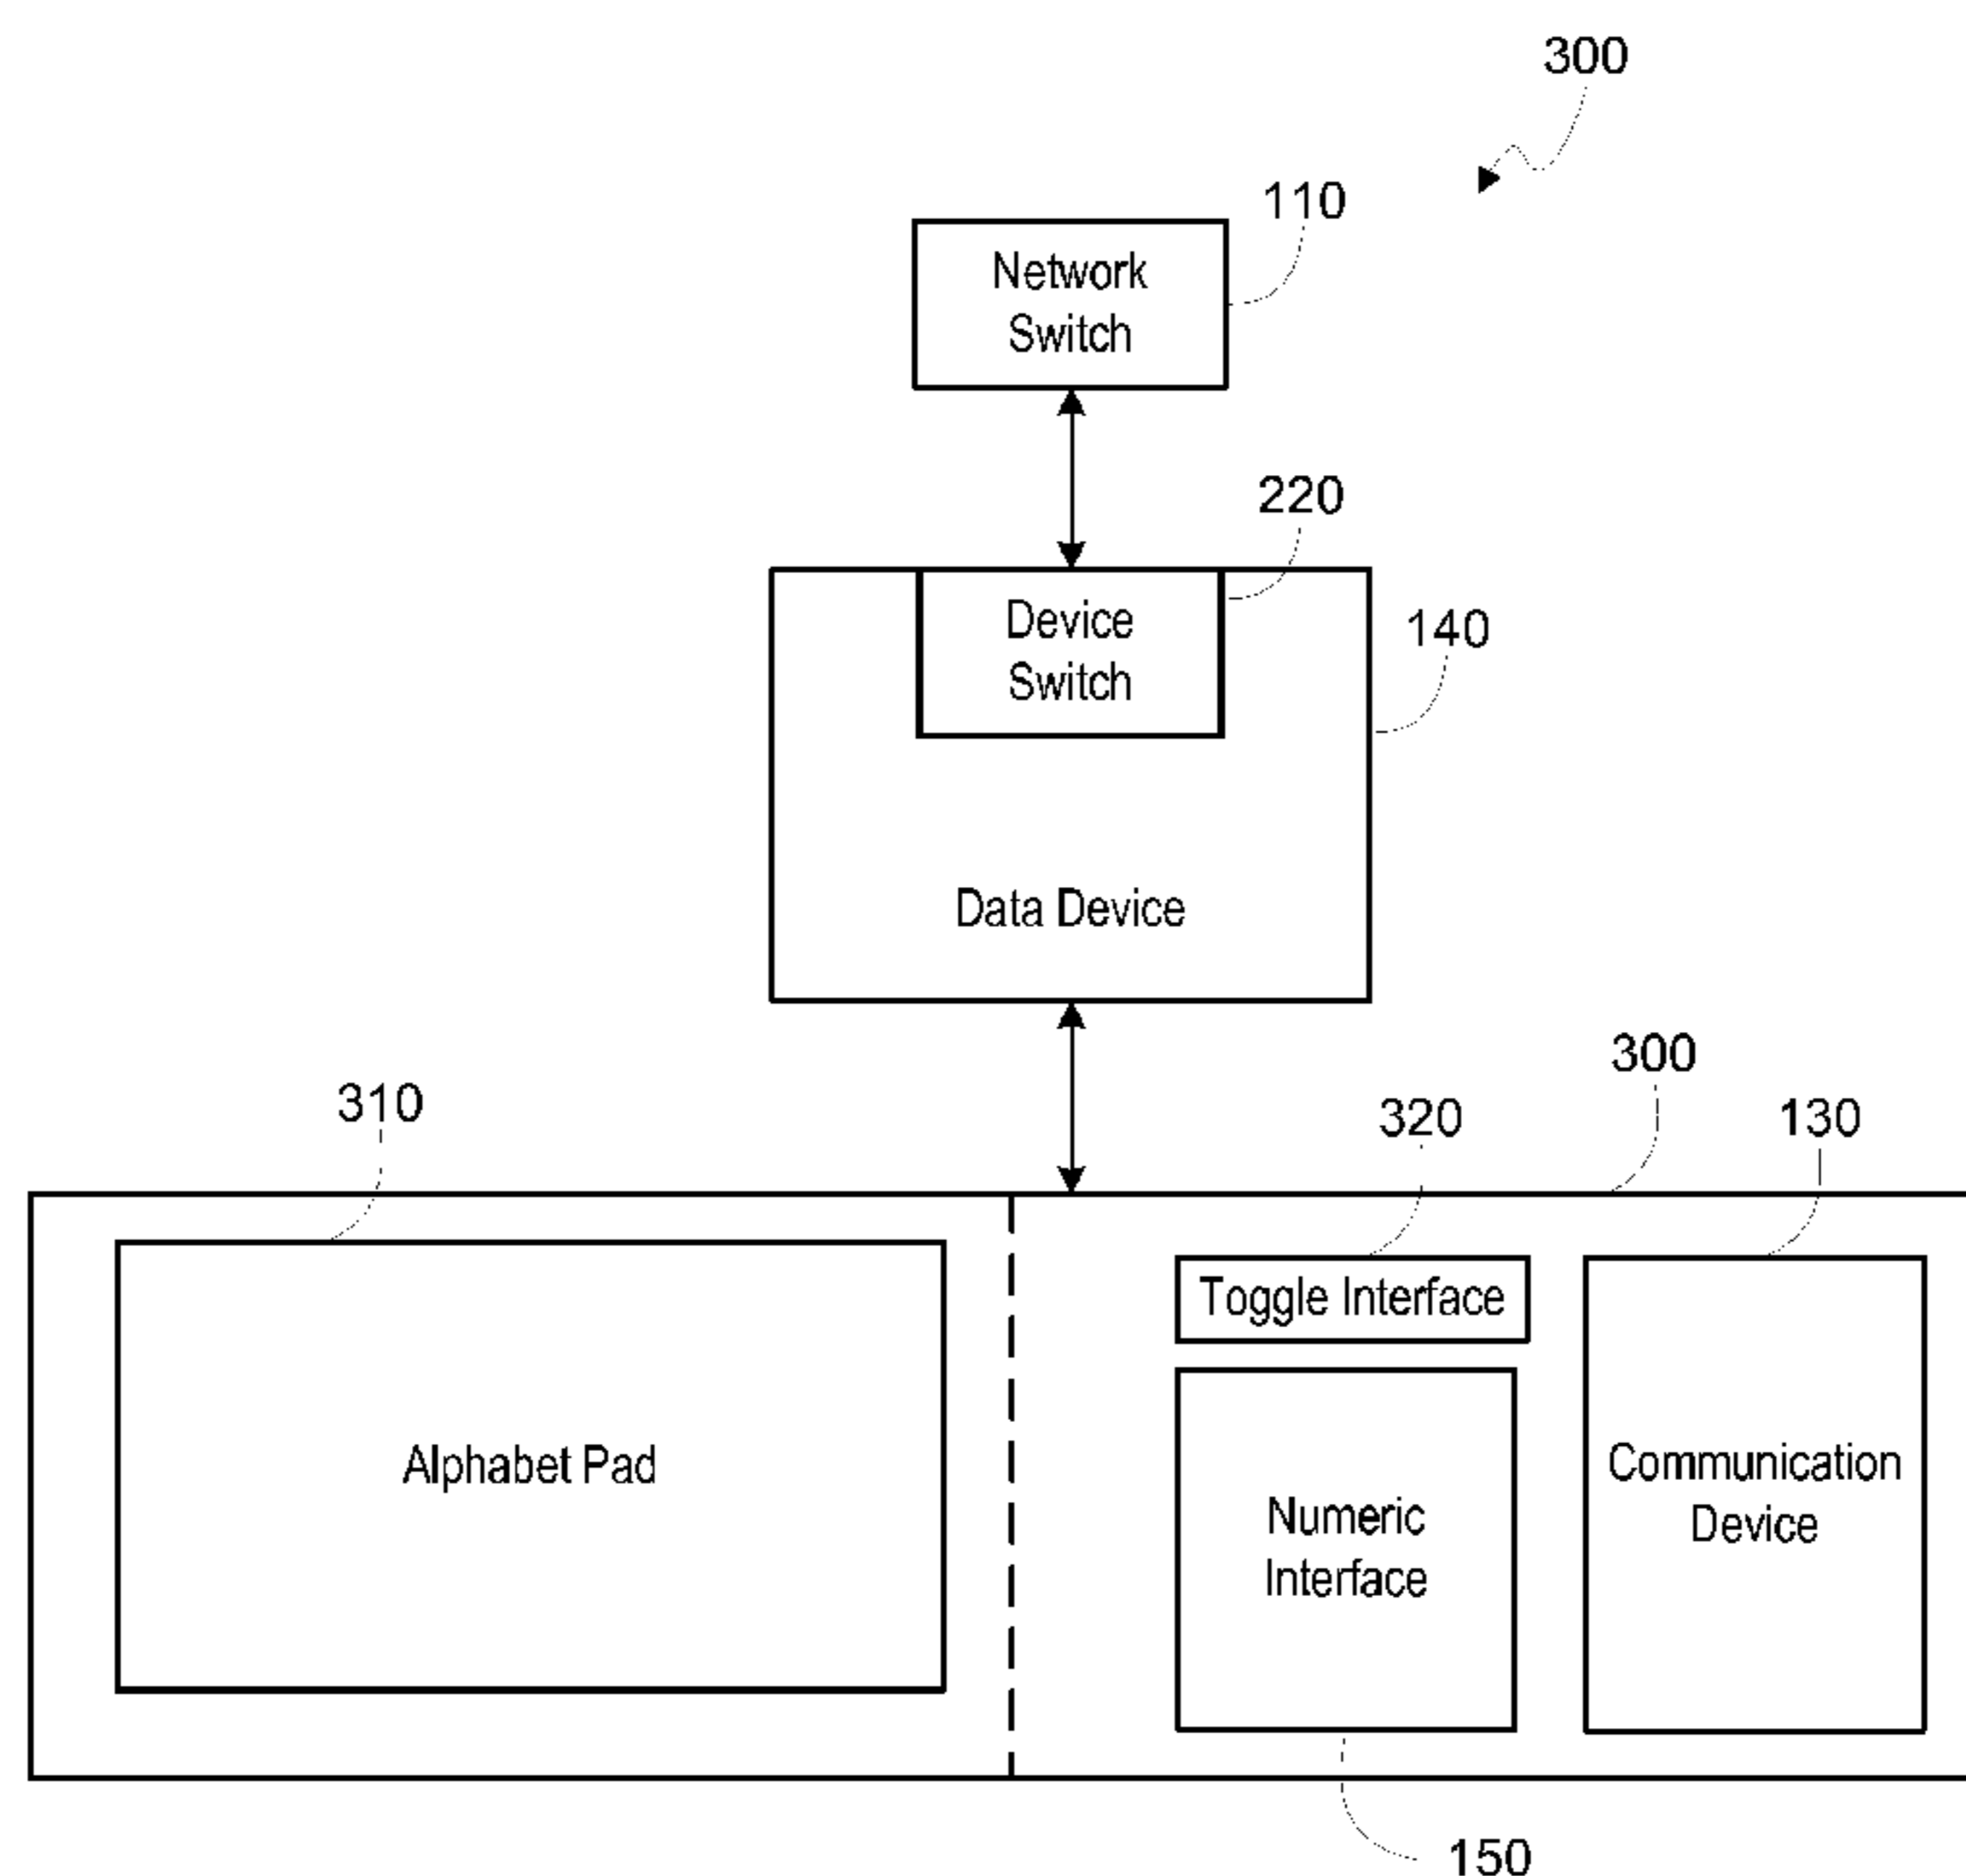 300
110
Network
Switch
220
Device
Switch
140
Data Device
300
310
320
130
Toggle Interface
Alphabet Pad
Communication
Device
Numeric
Interface
150